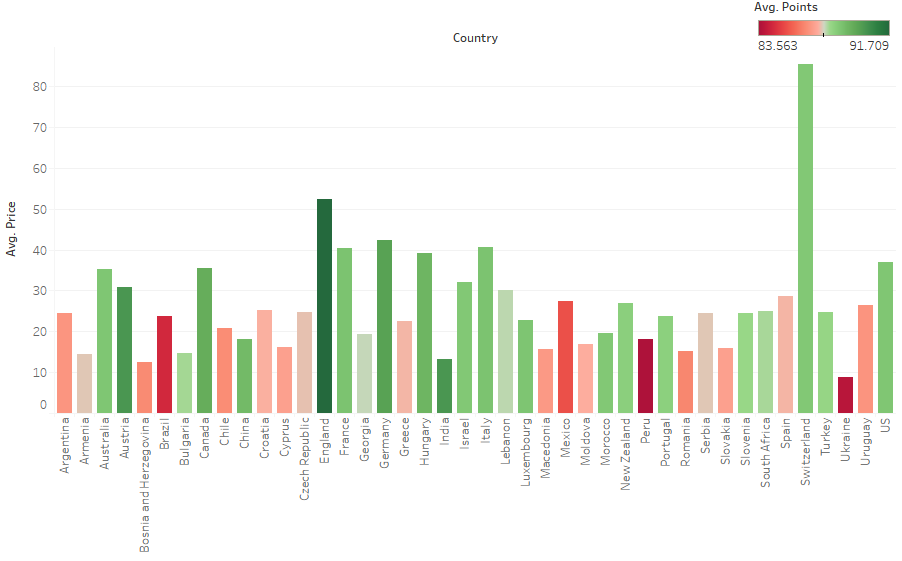 Avg. Points
83.563 91.709
Country
Avg. Price
80
70
60
50
40
30
20
10
0
Argentina
Armenia
Australia
Austria
Bosnia and Herzegovina
Brazil
Bulgaria
Canada
Chile
China
Croatia
Cyprus
Czech Republic
England
France
Georgia
Germany
Greece
Hungary
India
Israel
Italy
Lebanon
Luxembourg
Macedonia
Mexico
Moldova
Morocco
New Zealand
Peru
Portugal
Romania
Serbia
Slovakia
Slovenia
South Africa
Spain
Switzerland
Turkey
Ukraine
Uruguay
US